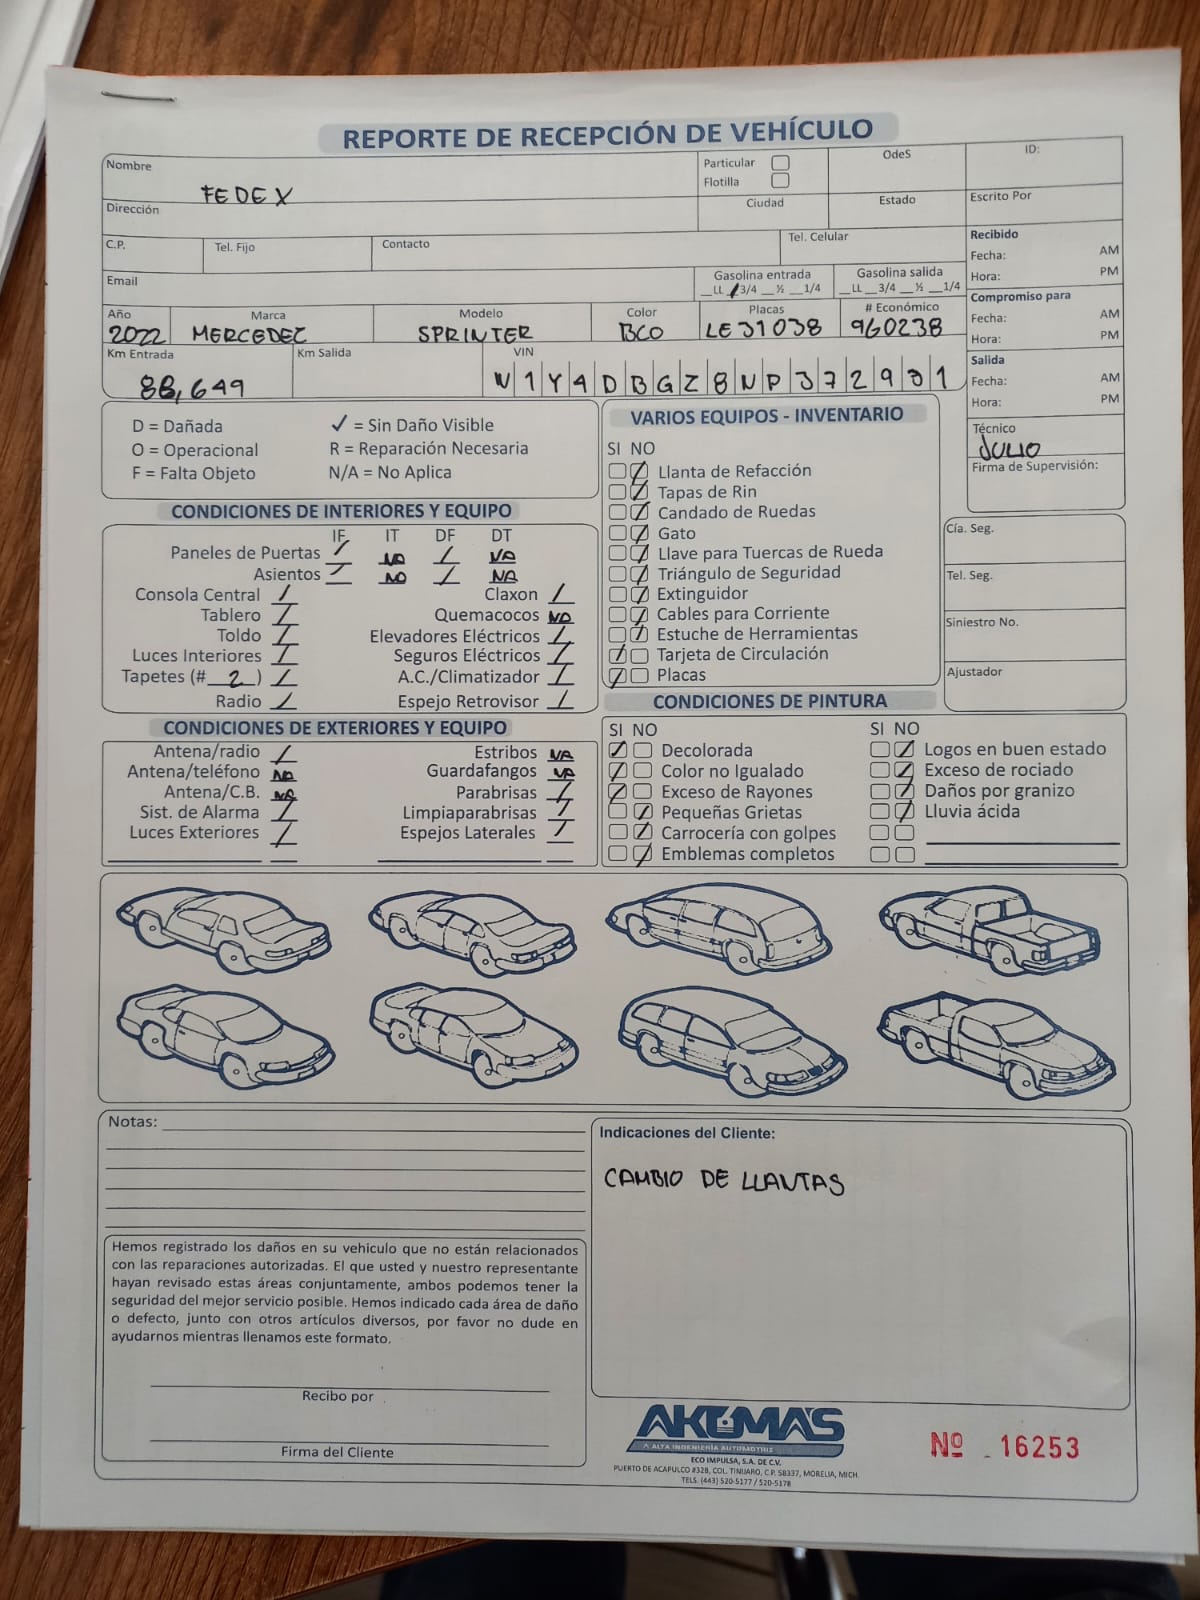 REPORTE DE RECEPCIÓN DE VEHÍCULO
Nombre FEDEX
Particular
Flotilla
OdeS
ID:
Dirección
Ciudad
Estado
Escrito Por
C.P.
Tel. Fijo
Contacto
Tel. Celular
Recibido
Fecha: AM
Hora: PM
Email
Gasolina entrada
__LL /3/4 __½ __1/4
Gasolina salida
__LL __3/4 __½ __1/4
Compromiso para
Fecha: AM
Hora: PM
Año Marca Modelo Color Placas # Económico
2022 MERCEDEC SPRINTER BCO LE31038 960238
Km Entrada Km Salida VIN
88,649 W1Y4DBGZ8NP372901
Salida
Fecha: AM
Hora: PM
Técnico
JULIO
Firma de Supervisión:
D = Dañada ✓ = Sin Daño Visible
O = Operacional R = Reparación Necesaria
F = Falta Objeto N/A = No Aplica
VARIOS EQUIPOS - INVENTARIO
SI NO
Llanta de Refacción
Tapas de Rin
Candado de Ruedas
Gato
Llave para Tuercas de Rueda
Triángulo de Seguridad
Extinguidor
Cables para Corriente
Estuche de Herramientas
Tarjeta de Circulación
Placas
Cía. Seg.
Tel. Seg.
Siniestro No.
Ajustador
CONDICIONES DE INTERIORES Y EQUIPO
IF IT DF DT
Paneles de Puertas / NA / NA
Asientos / NO / NA
Consola Central / Claxon /
Tablero / Quemacocos NA
Toldo / Elevadores Eléctricos /
Luces Interiores / Seguros Eléctricos /
Tapetes (# 2 ) / A.C./Climatizador /
Radio / Espejo Retrovisor /
CONDICIONES DE EXTERIORES Y EQUIPO
Antena/radio / Estribos NA
Antena/teléfono NA Guardafangos NA
Antena/C.B. NA Parabrisas /
Sist. de Alarma / Limpiaparabrisas /
Luces Exteriores / Espejos Laterales /
CONDICIONES DE PINTURA
SI NO SI NO
Decolorada Logos en buen estado
Color no Igualado Exceso de rociado
Exceso de Rayones Daños por granizo
Pequeñas Grietas Lluvia ácida
Carrocería con golpes
Emblemas completos
Notas:
Indicaciones del Cliente:
CAMBIO DE LLANTAS
Hemos registrado los daños en su vehiculo que no están relacionados
con las reparaciones autorizadas. El que usted y nuestro representante
hayan revisado estas áreas conjuntamente, ambos podemos tener la
seguridad del mejor servicio posible. Hemos indicado cada área de daño
o defecto, junto con otros artículos diversos, por favor no dude en
ayudarnos mientras llenamos este formato.
Recibo por
Firma del Cliente
AKUMAS
A ALTA INGENIERÍA AUTOMOTRIZ
ECO IMPULSA, S.A. DE C.V.
PUERTO DE ACAPULCO #328, COL. TINIJARO, C.P. 58337, MORELIA, MICH.
TELS. (443) 520-5177 / 520-5178
Nº 16253